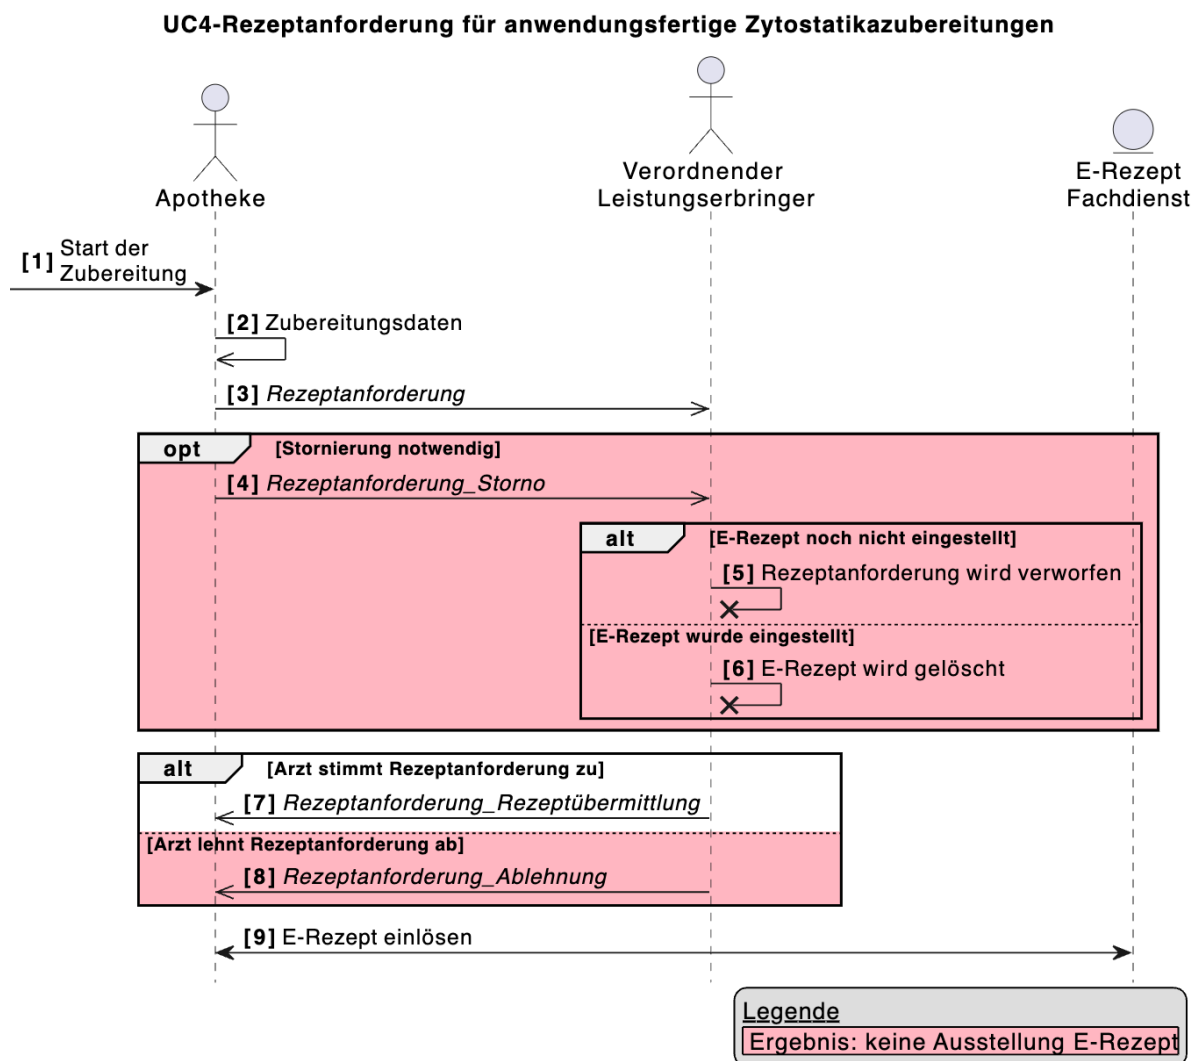 UC4-Rezeptanforderung für anwendungsfertige Zytostatikazubereitungen
Apotheke
Verordnender
Leistungserbringer
E-Rezept
Fachdienst
[1] Start der
Zubereitung
[2] Zubereitungsdaten
[3] Rezeptanforderung
opt [Stornierung notwendig]
[4] Rezeptanforderung_Storno
alt [E-Rezept noch nicht eingestellt]
[5] Rezeptanforderung wird verworfen
[E-Rezept wurde eingestellt]
[6] E-Rezept wird gelöscht
alt [Arzt stimmt Rezeptanforderung zu]
[7] Rezeptanforderung_Rezeptübermittlung
[Arzt lehnt Rezeptanforderung ab]
[8] Rezeptanforderung_Ablehnung
[9] E-Rezept einlösen
Legende
Ergebnis: keine Ausstellung E-Rezept